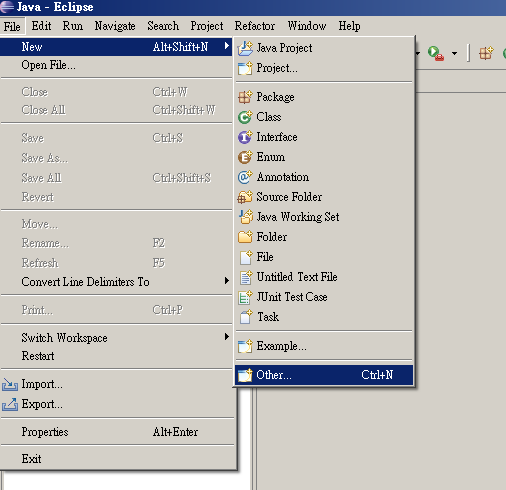 Java - Eclipse
File Edit Run Navigate Search Project Refactor Window Help
New Alt+Shift+N
Open File...
Close Ctrl+W
Close All Ctrl+Shift+W
Save Ctrl+S
Save As...
Save All Ctrl+Shift+S
Revert
Move...
Rename... F2
Refresh F5
Convert Line Delimiters To
Print... Ctrl+P
Switch Workspace
Restart
Import...
Export...
Properties Alt+Enter
Exit
Java Project
Project...
Package
Class
Interface
Enum
Annotation
Source Folder
Java Working Set
Folder
File
Untitled Text File
JUnit Test Case
Task
Example...
Other... Ctrl+N